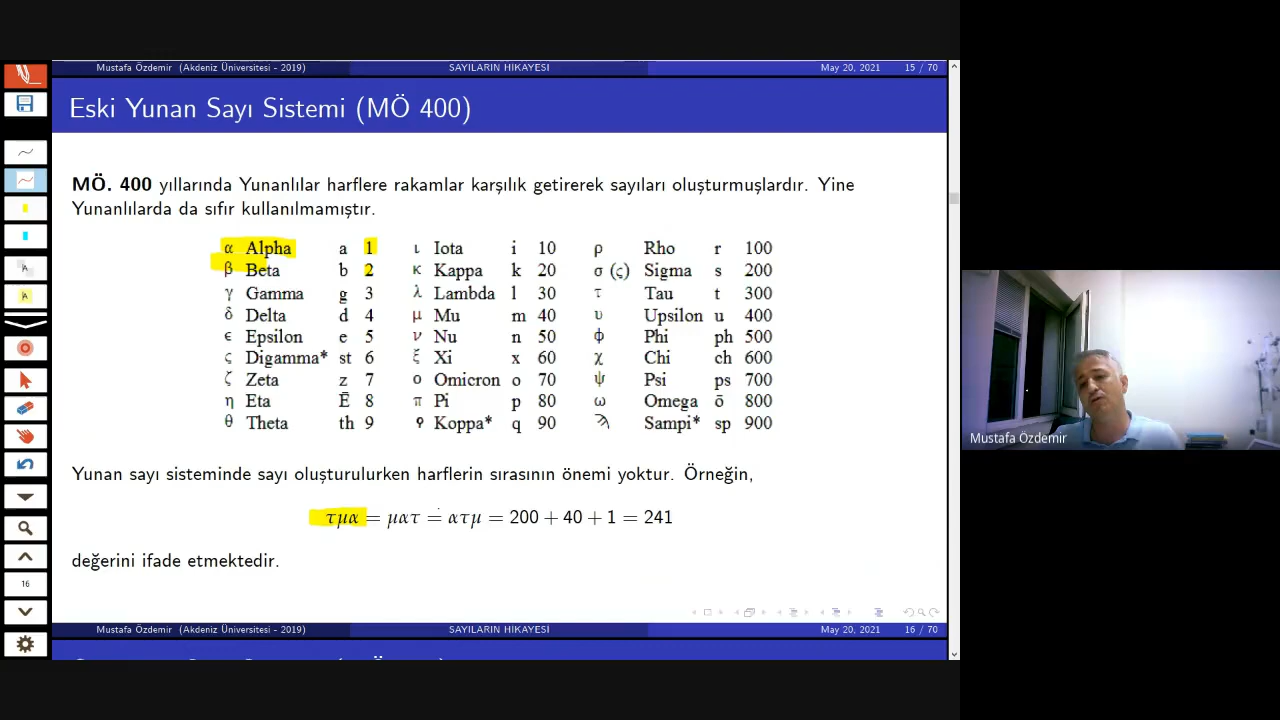 Mustafa Özdemir (Akdeniz Üniversitesi - 2019) SAYILARIN HİKAYESİ May 20, 2021 15 / 70
Eski Yunan Sayı Sistemi (MÖ 400)
MÖ. 400 yıllarında Yunanlılar harflere rakamlar karşılık getirerek sayıları oluşturmuşlardır. Yine
Yunanlılarda da sıfır kullanılmamıştır.
α Alpha a 1 ι Iota i 10 ρ Rho r 100
β Beta b 2 κ Kappa k 20 σ (ς) Sigma s 200
γ Gamma g 3 λ Lambda l 30 τ Tau t 300
δ Delta d 4 μ Mu m 40 υ Upsilon u 400
ϵ Epsilon e 5 ν Nu n 50 φ Phi ph 500
ς Digamma* st 6 ξ Xi x 60 χ Chi ch 600
ζ Zeta z 7 ο Omicron o 70 ψ Psi ps 700
η Eta Ē 8 π Pi p 80 ω Omega ō 800
θ Theta th 9 ϙ Koppa* q 90 ϡ Sampi* sp 900
Yunan sayı sisteminde sayı oluşturulurken harflerin sırasının önemi yoktur. Örneğin,
τμα = ματ = ατμ = 200 + 40 + 1 = 241
değerini ifade etmektedir.
16
Mustafa Özdemir (Akdeniz Üniversitesi - 2019) SAYILARIN HİKAYESİ May 20, 2021 16 / 70
Mustafa Özdemir